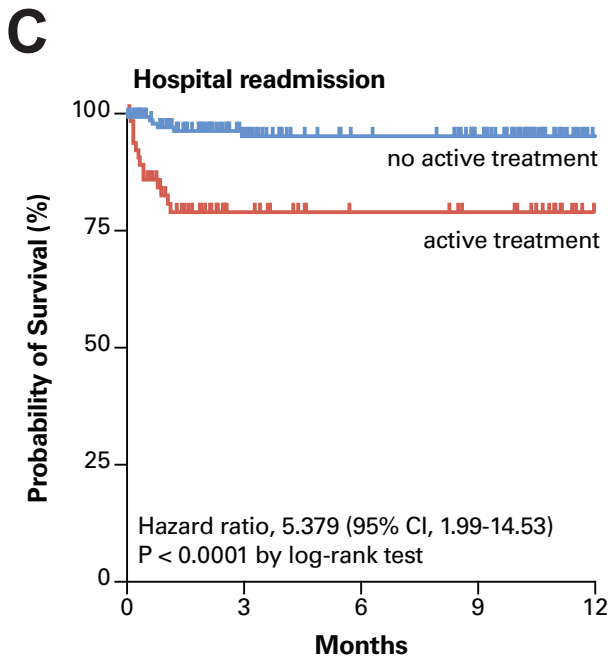 C
Hospital readmission
100
no active treatment
75
active treatment
50
25
Hazard ratio, 5.379 (95% CI, 1.99-14.53)
P < 0.0001 by log-rank test
0
0 3 6 9 12
Months
Probability of Survival (%)